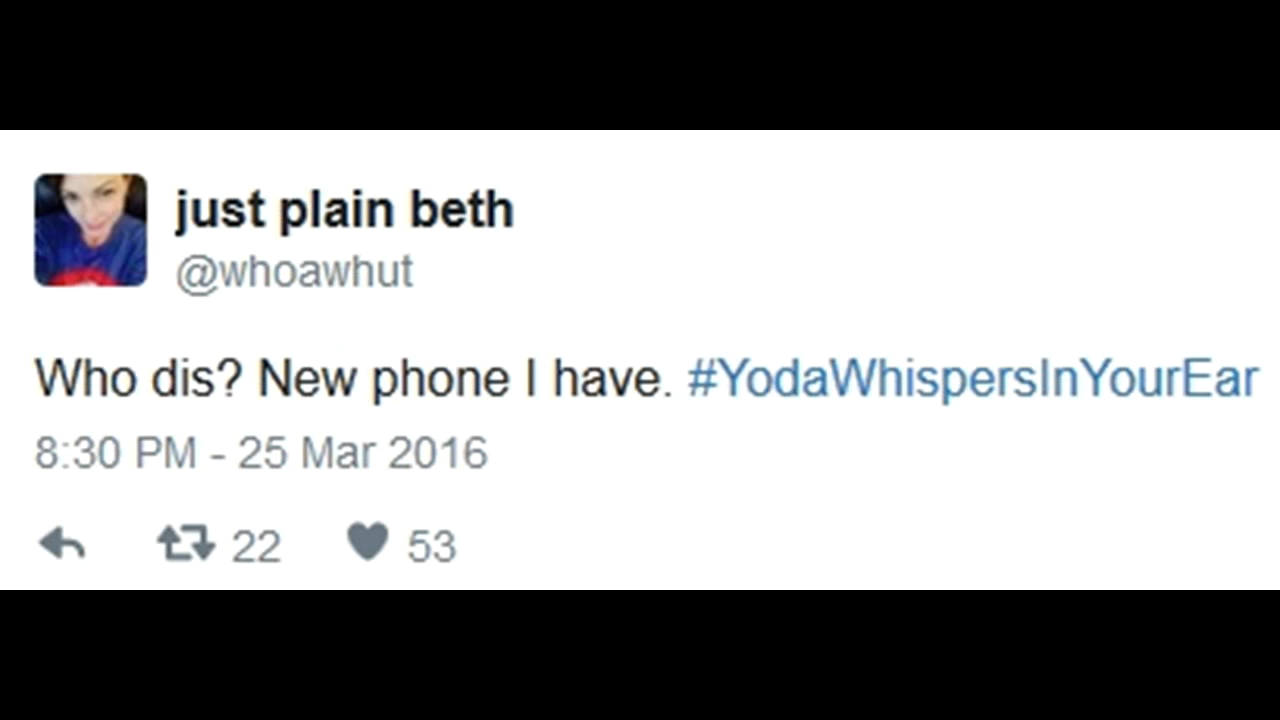 just plain beth
@whoawhut
Who dis? New phone I have. #YodaWhispersInYourEar
8:30 PM - 25 Mar 2016
22 53